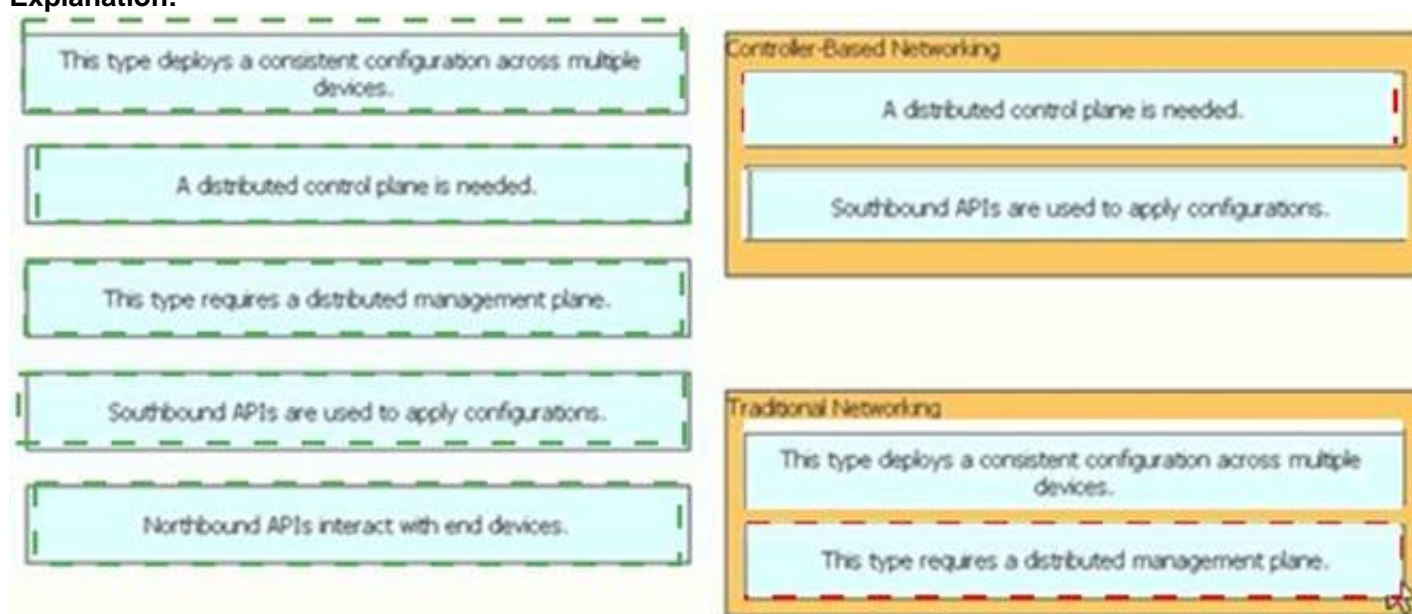 Explanation:
This type deploys a consistent configuration across multiple
devices.
A distributed control plane is needed.
This type requires a distributed management plane.
Southbound APIs are used to apply configurations.
Northbound APIs interact with end devices.
Controller-Based Networking
A distributed control plane is needed.
Southbound APIs are used to apply configurations.
Traditional Networking
This type deploys a consistent configuration across multiple
devices.
This type requires a distributed management plane.